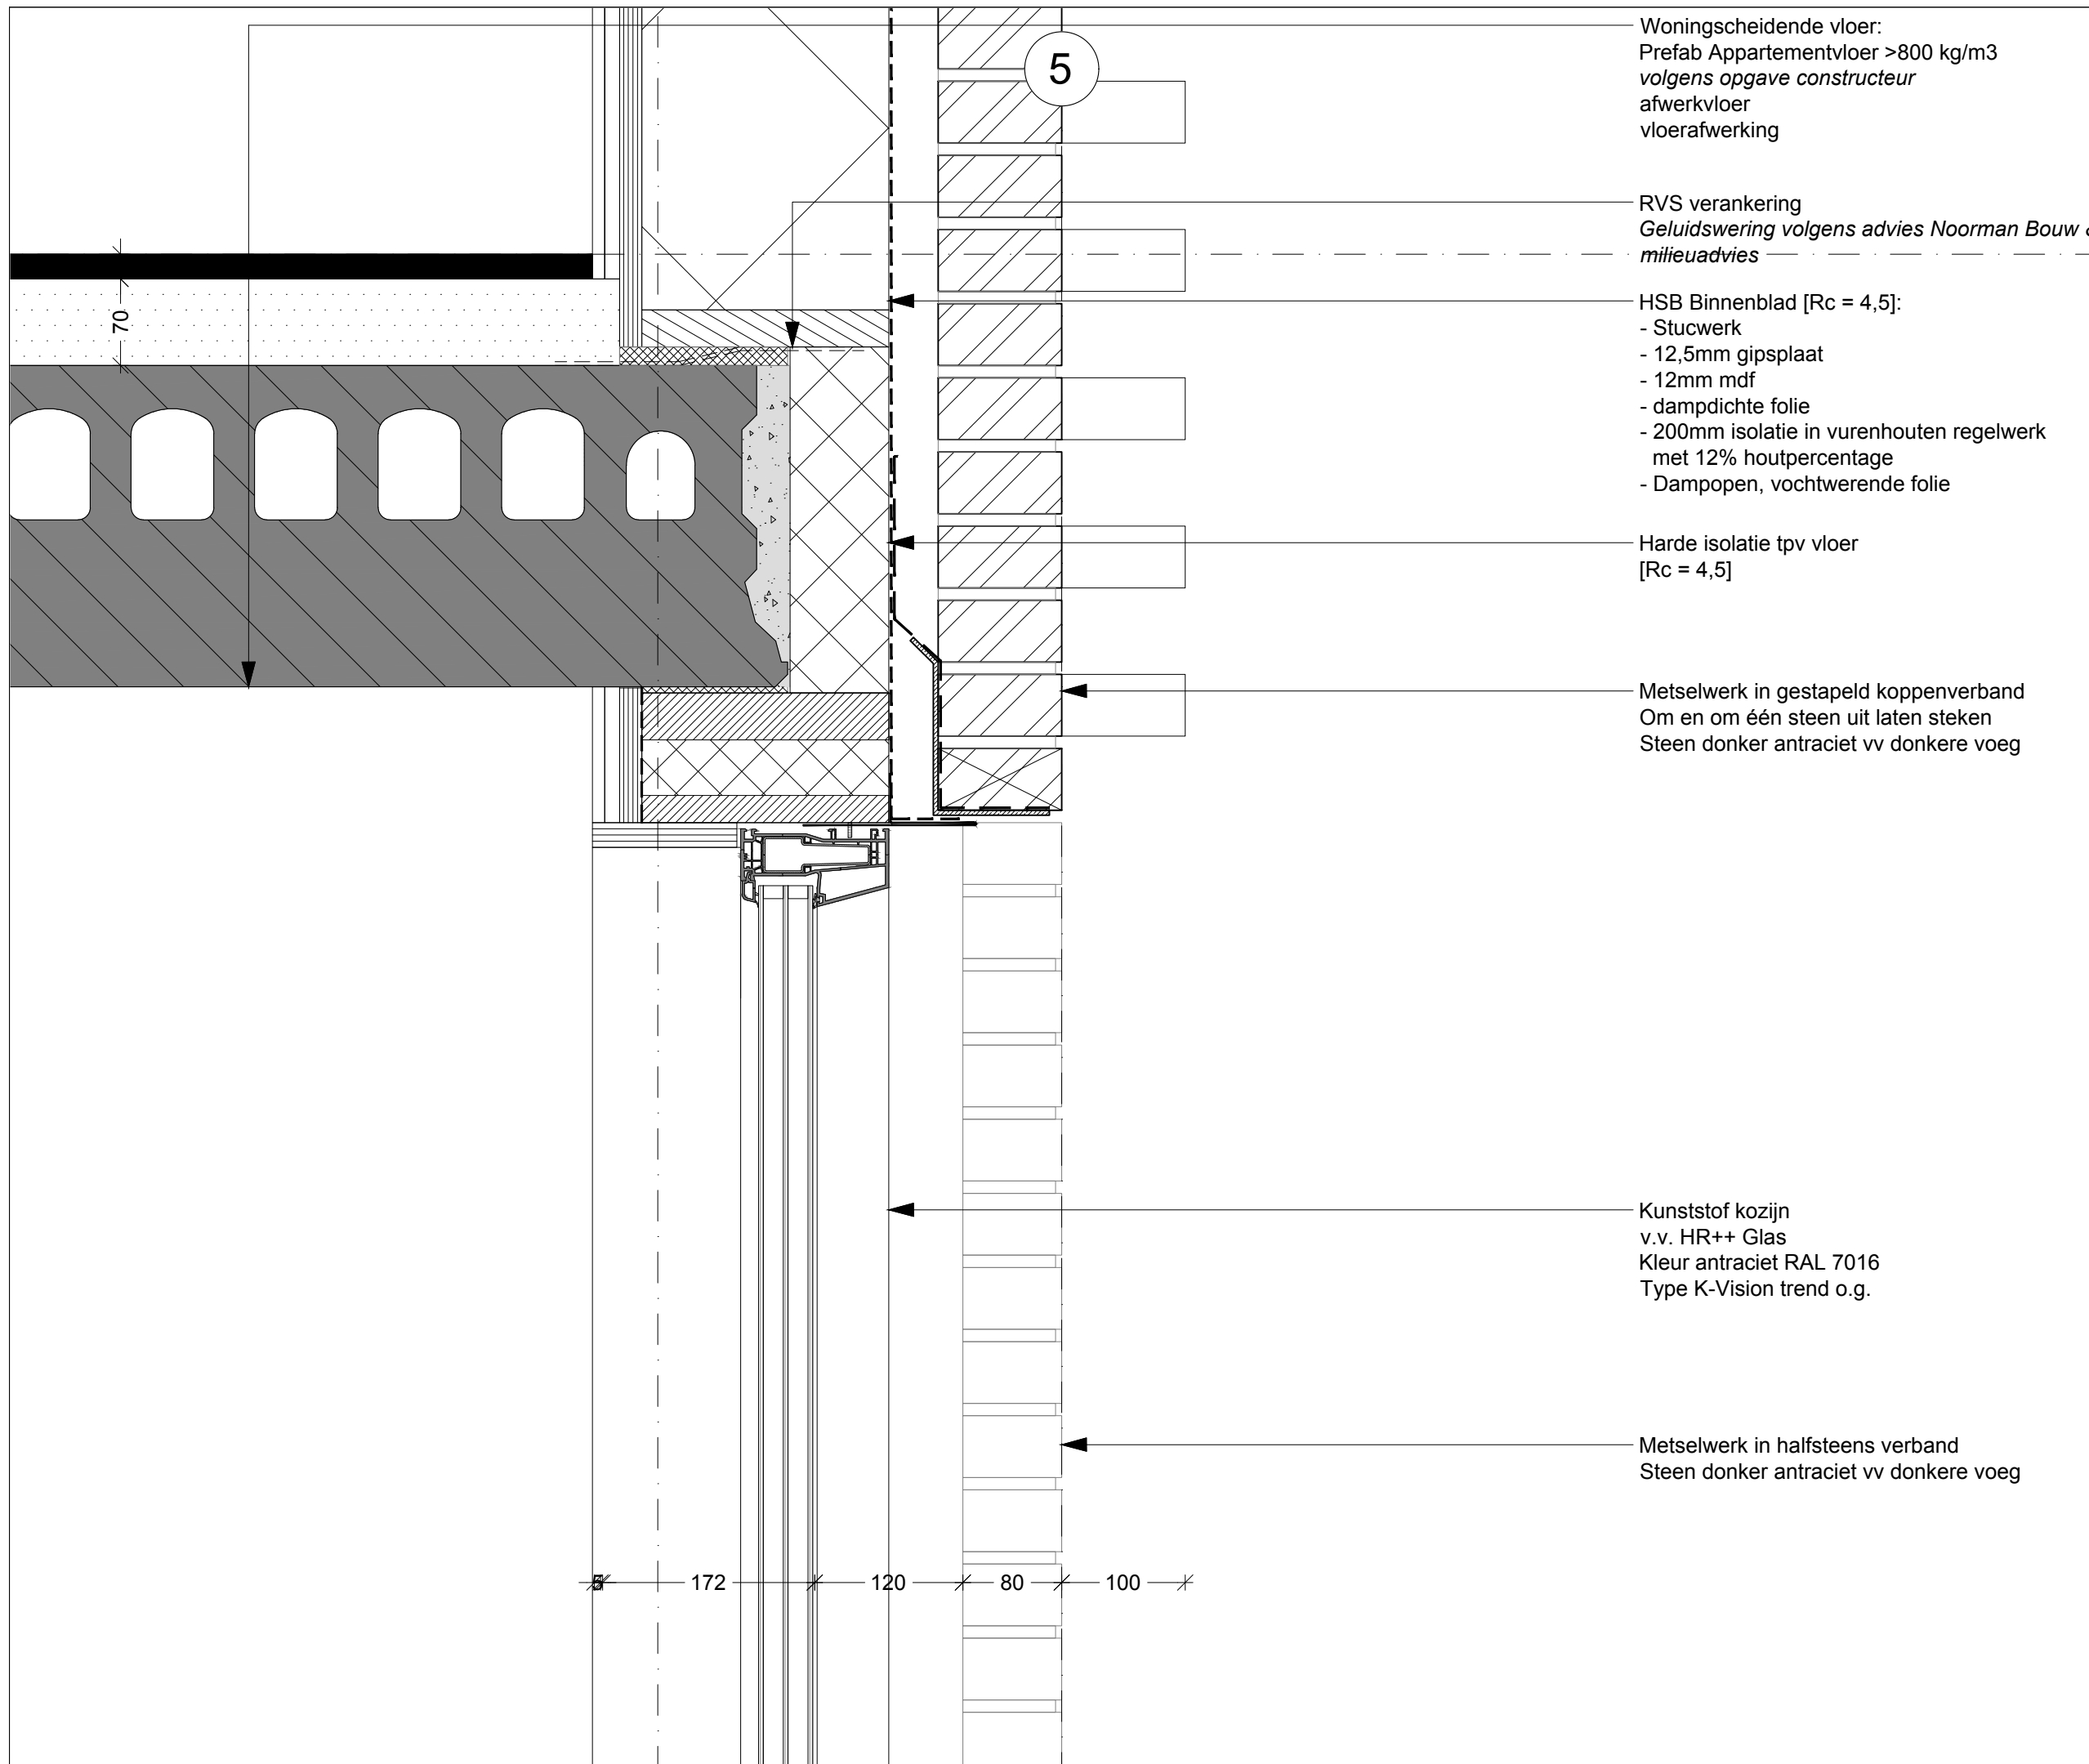 Woningscheidende vloer:
Prefab Appartementvloer >800 kg/m3
volgens opgave constructeur
afwerkvloer
vloerafwerking
5
RVS verankering
Geluidswering volgens advies Noorman Bouw &
milieuadvies
HSB Binnenblad [Rc = 4,5]:
- Stucwerk
- 12,5mm gipsplaat
- 12mm mdf
- dampdichte folie
- 200mm isolatie in vurenhouten regelwerk
met 12% houtpercentage
- Dampopen, vochtwerende folie
70
Harde isolatie tpv vloer
[Rc = 4,5]
Metselwerk in gestapeld koppenverband
Om en om één steen uit laten steken
Steen donker antraciet vv donkere voeg
Kunststof kozijn
v.v. HR++ Glas
Kleur antraciet RAL 7016
Type K-Vision trend o.g.
Metselwerk in halfsteens verband
Steen donker antraciet vv donkere voeg
172 120 80 100